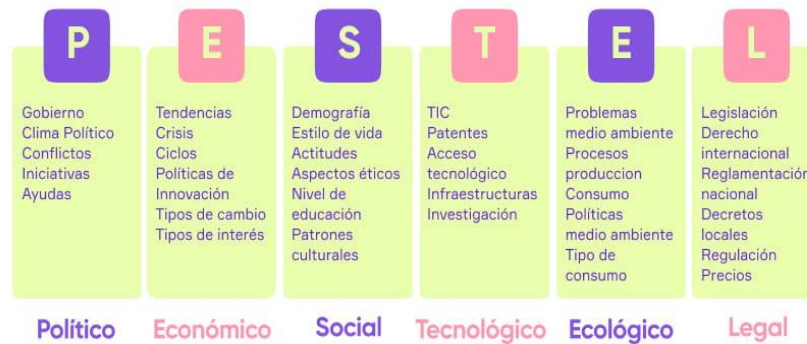 P
Gobierno
Clima Político
Conflictos
Iniciativas
Ayudas
Político
E
Tendencias
Crisis
Ciclos
Políticas de
Innovación
Tipos de cambio
Tipos de interés
Económico
S
Demografía
Estilo de vida
Actitudes
Aspectos éticos
Nivel de
educación
Patrones
culturales
Social
T
TIC
Patentes
Acceso
tecnológico
Infraestructuras
Investigación
Tecnológico
E
Problemas
medio ambiente
Procesos
produccion
Consumo
Políticas
medio ambiente
Tipo de
consumo
Ecológico
L
Legislación
Derecho
internacional
Reglamentación
nacional
Decretos
locales
Regulación
Precios
Legal